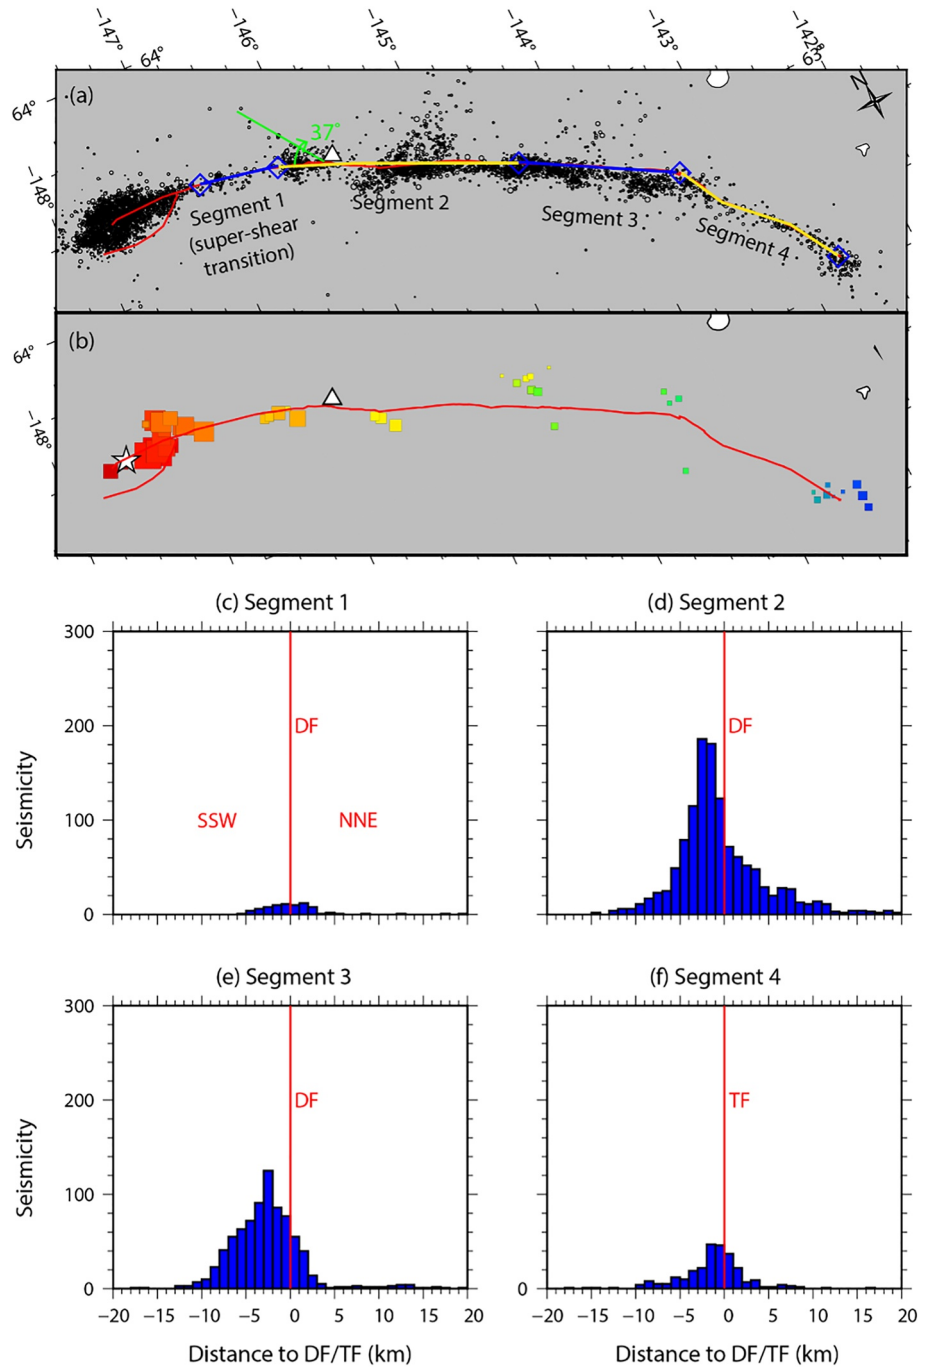 −147° −146° −145° −144° −143° −142°
64° 63°
(a)
N
64°
37°
−148°
Segment 1
(super-shear
transition)
Segment 2
Segment 3
Segment 4
(b)
64°
−148°
(c) Segment 1
(d) Segment 2
300
200
100
0
Seismicity
DF
SSW
NNE
DF
(e) Segment 3
(f) Segment 4
300
200
100
0
Seismicity
DF
300
200
100
0
TF
−20 −15 −10 −5 0 5 10 15 20
−20 −15 −10 −5 0 5 10 15 20
Distance to DF/TF (km)
Distance to DF/TF (km)